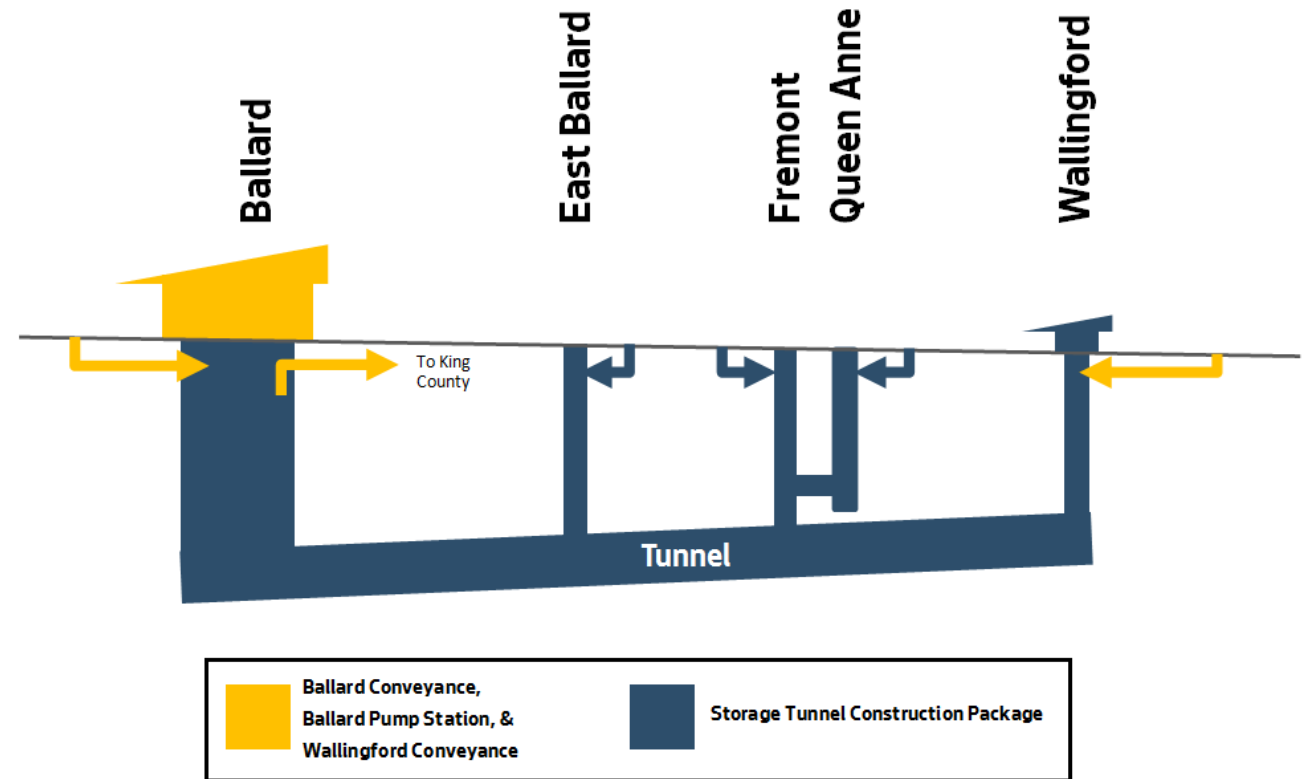 Ballard
East Ballard
Fremont
Queen Anne
Wallingford
To King
County
Tunnel
Ballard Conveyance,
Ballard Pump Station, &
Wallingford Conveyance
Storage Tunnel Construction Package